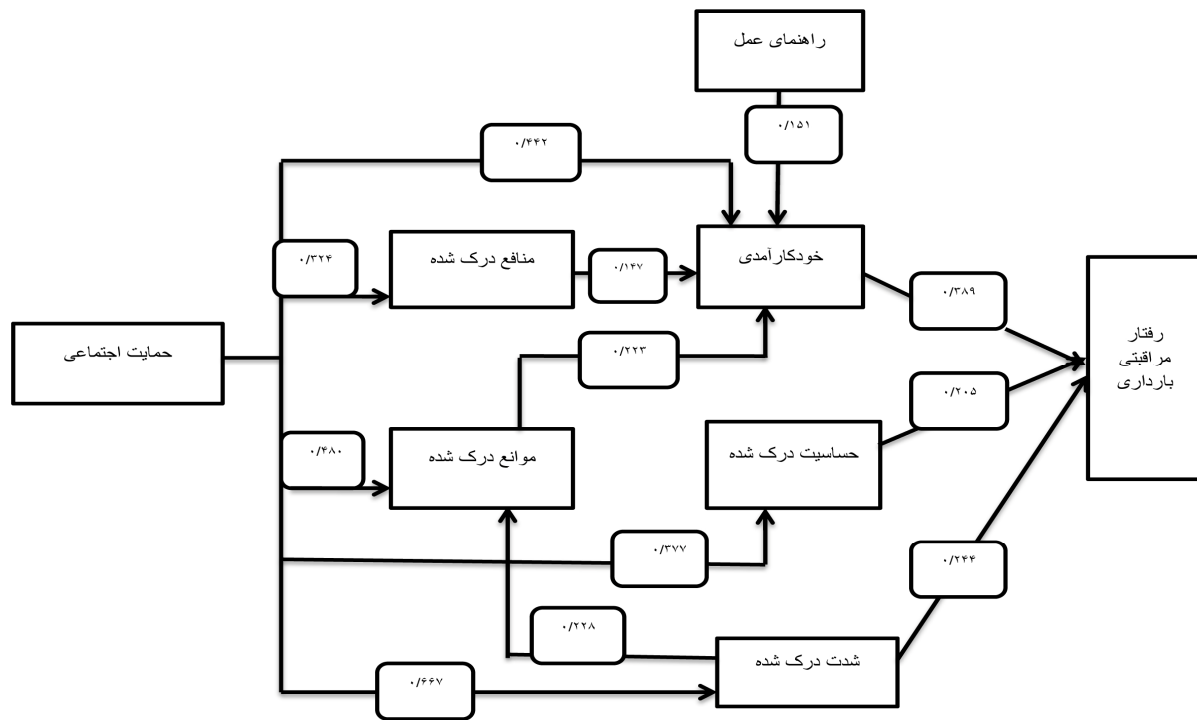 راهنمای عمل
۰/۱۵۱
۰/۴۴۲
خودکارآمدی
منافع درک شده
۰/۱۴۷
۰/۳۲۴
۰/۳۸۹
رفتار
مراقبتی
بارداری
حمایت اجتماعی
۰/۲۲۳
۰/۲۰۵
حساسیت درک شده
موانع درک شده
۰/۴۸۰
۰/۳۷۷
۰/۲۴۴
۰/۲۲۸
شدت درک شده
۰/۶۶۷